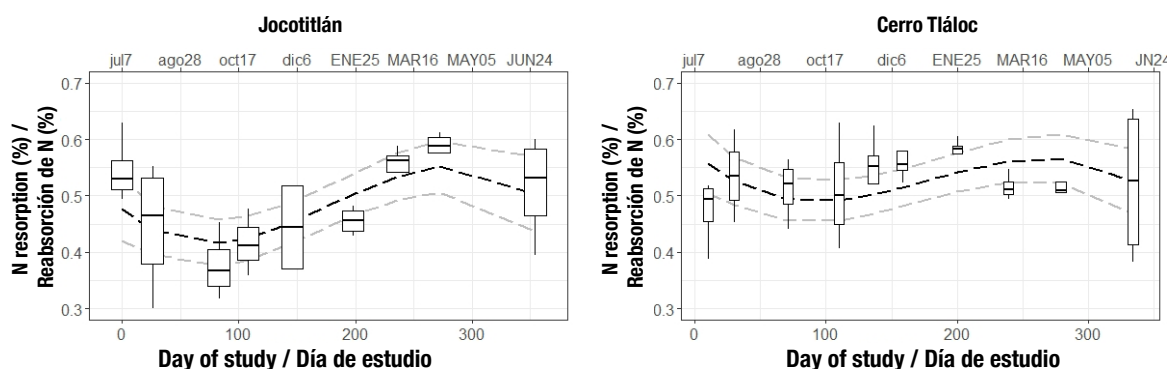 Jocotitlán
jul7 ago28 oct17 dic6 ENE25 MAR16 MAY05 JUN24
N resorption (%) /
Reabsorción de N (%)
0.7
0.6
0.5
0.4
0.3
0 100 200 300
Day of study / Día de estudio
Cerro Tláloc
jul7 ago28 oct17 dic6 ENE25 MAR16 MAY05 JN24
N resorption (%) /
Reabsorción de N (%)
0.7
0.6
0.5
0.4
0.3
0 100 200 300
Day of study / Día de estudio